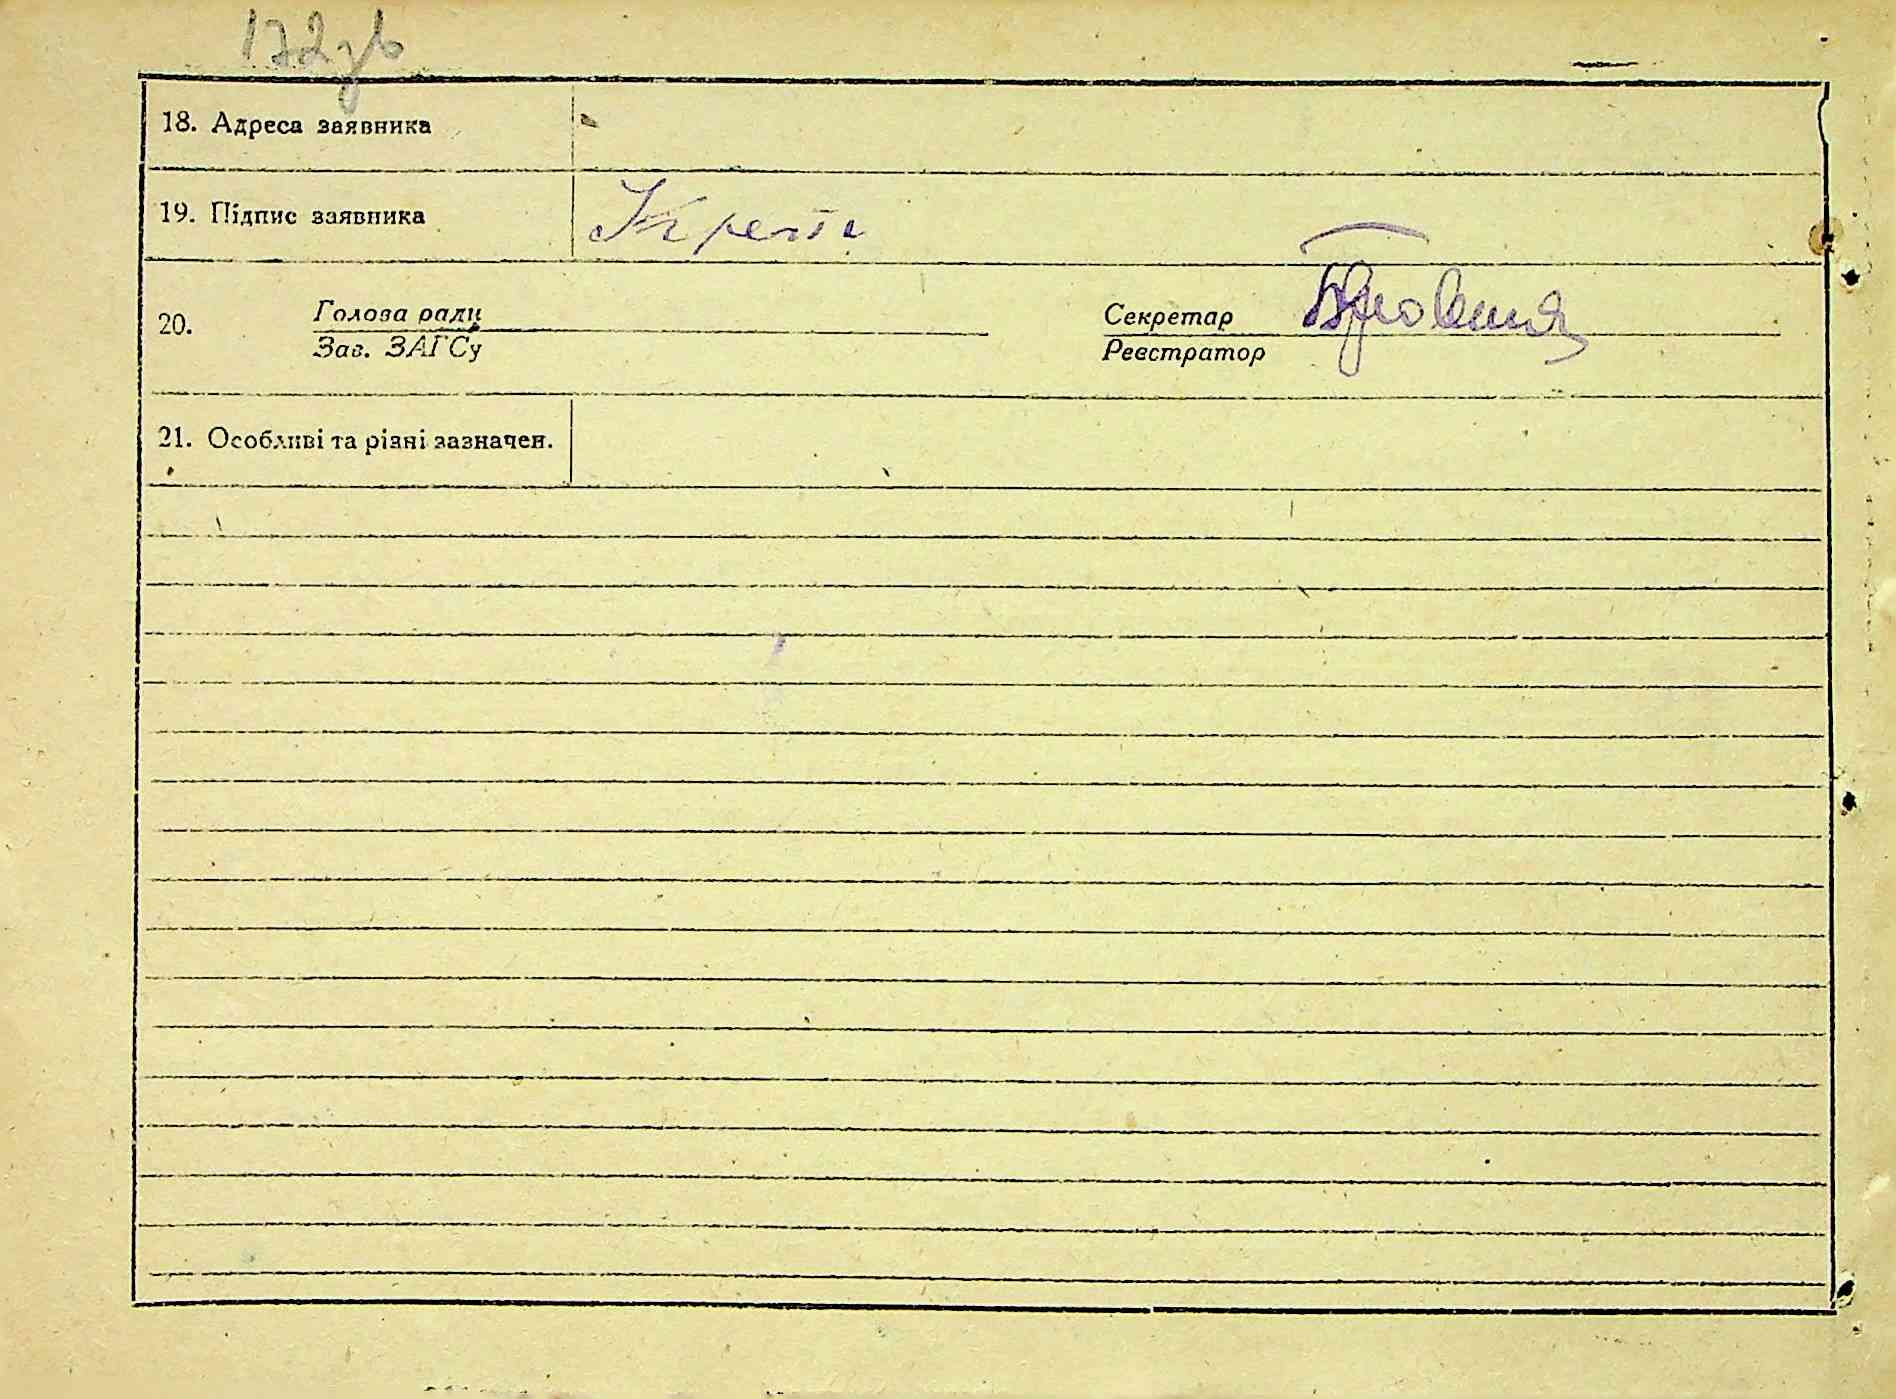 172зв
18. Адреса заявника
19. Підпис заявника
20. Голова ради
Зав. ЗАГСу
Секретар
Реєстратор
21. Особливі та різні зазначен.